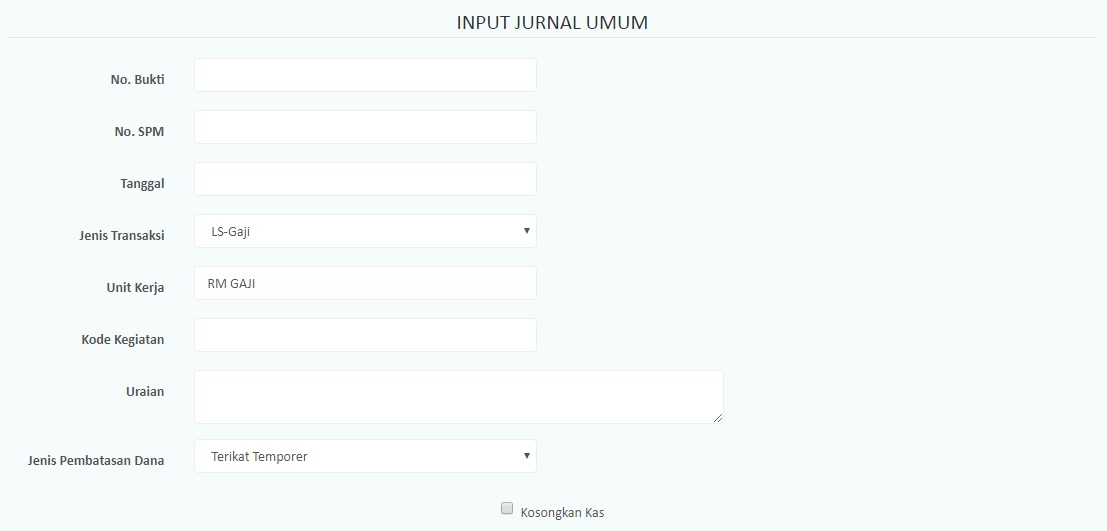 INPUT JURNAL UMUM
No. Bukti
No. SPM
Tanggal
Jenis Transaksi LS-Gaji
Unit Kerja RM GAJI
Kode Kegiatan
Uraian
Jenis Pembatasan Dana Terikat Temporer
Kosongkan Kas